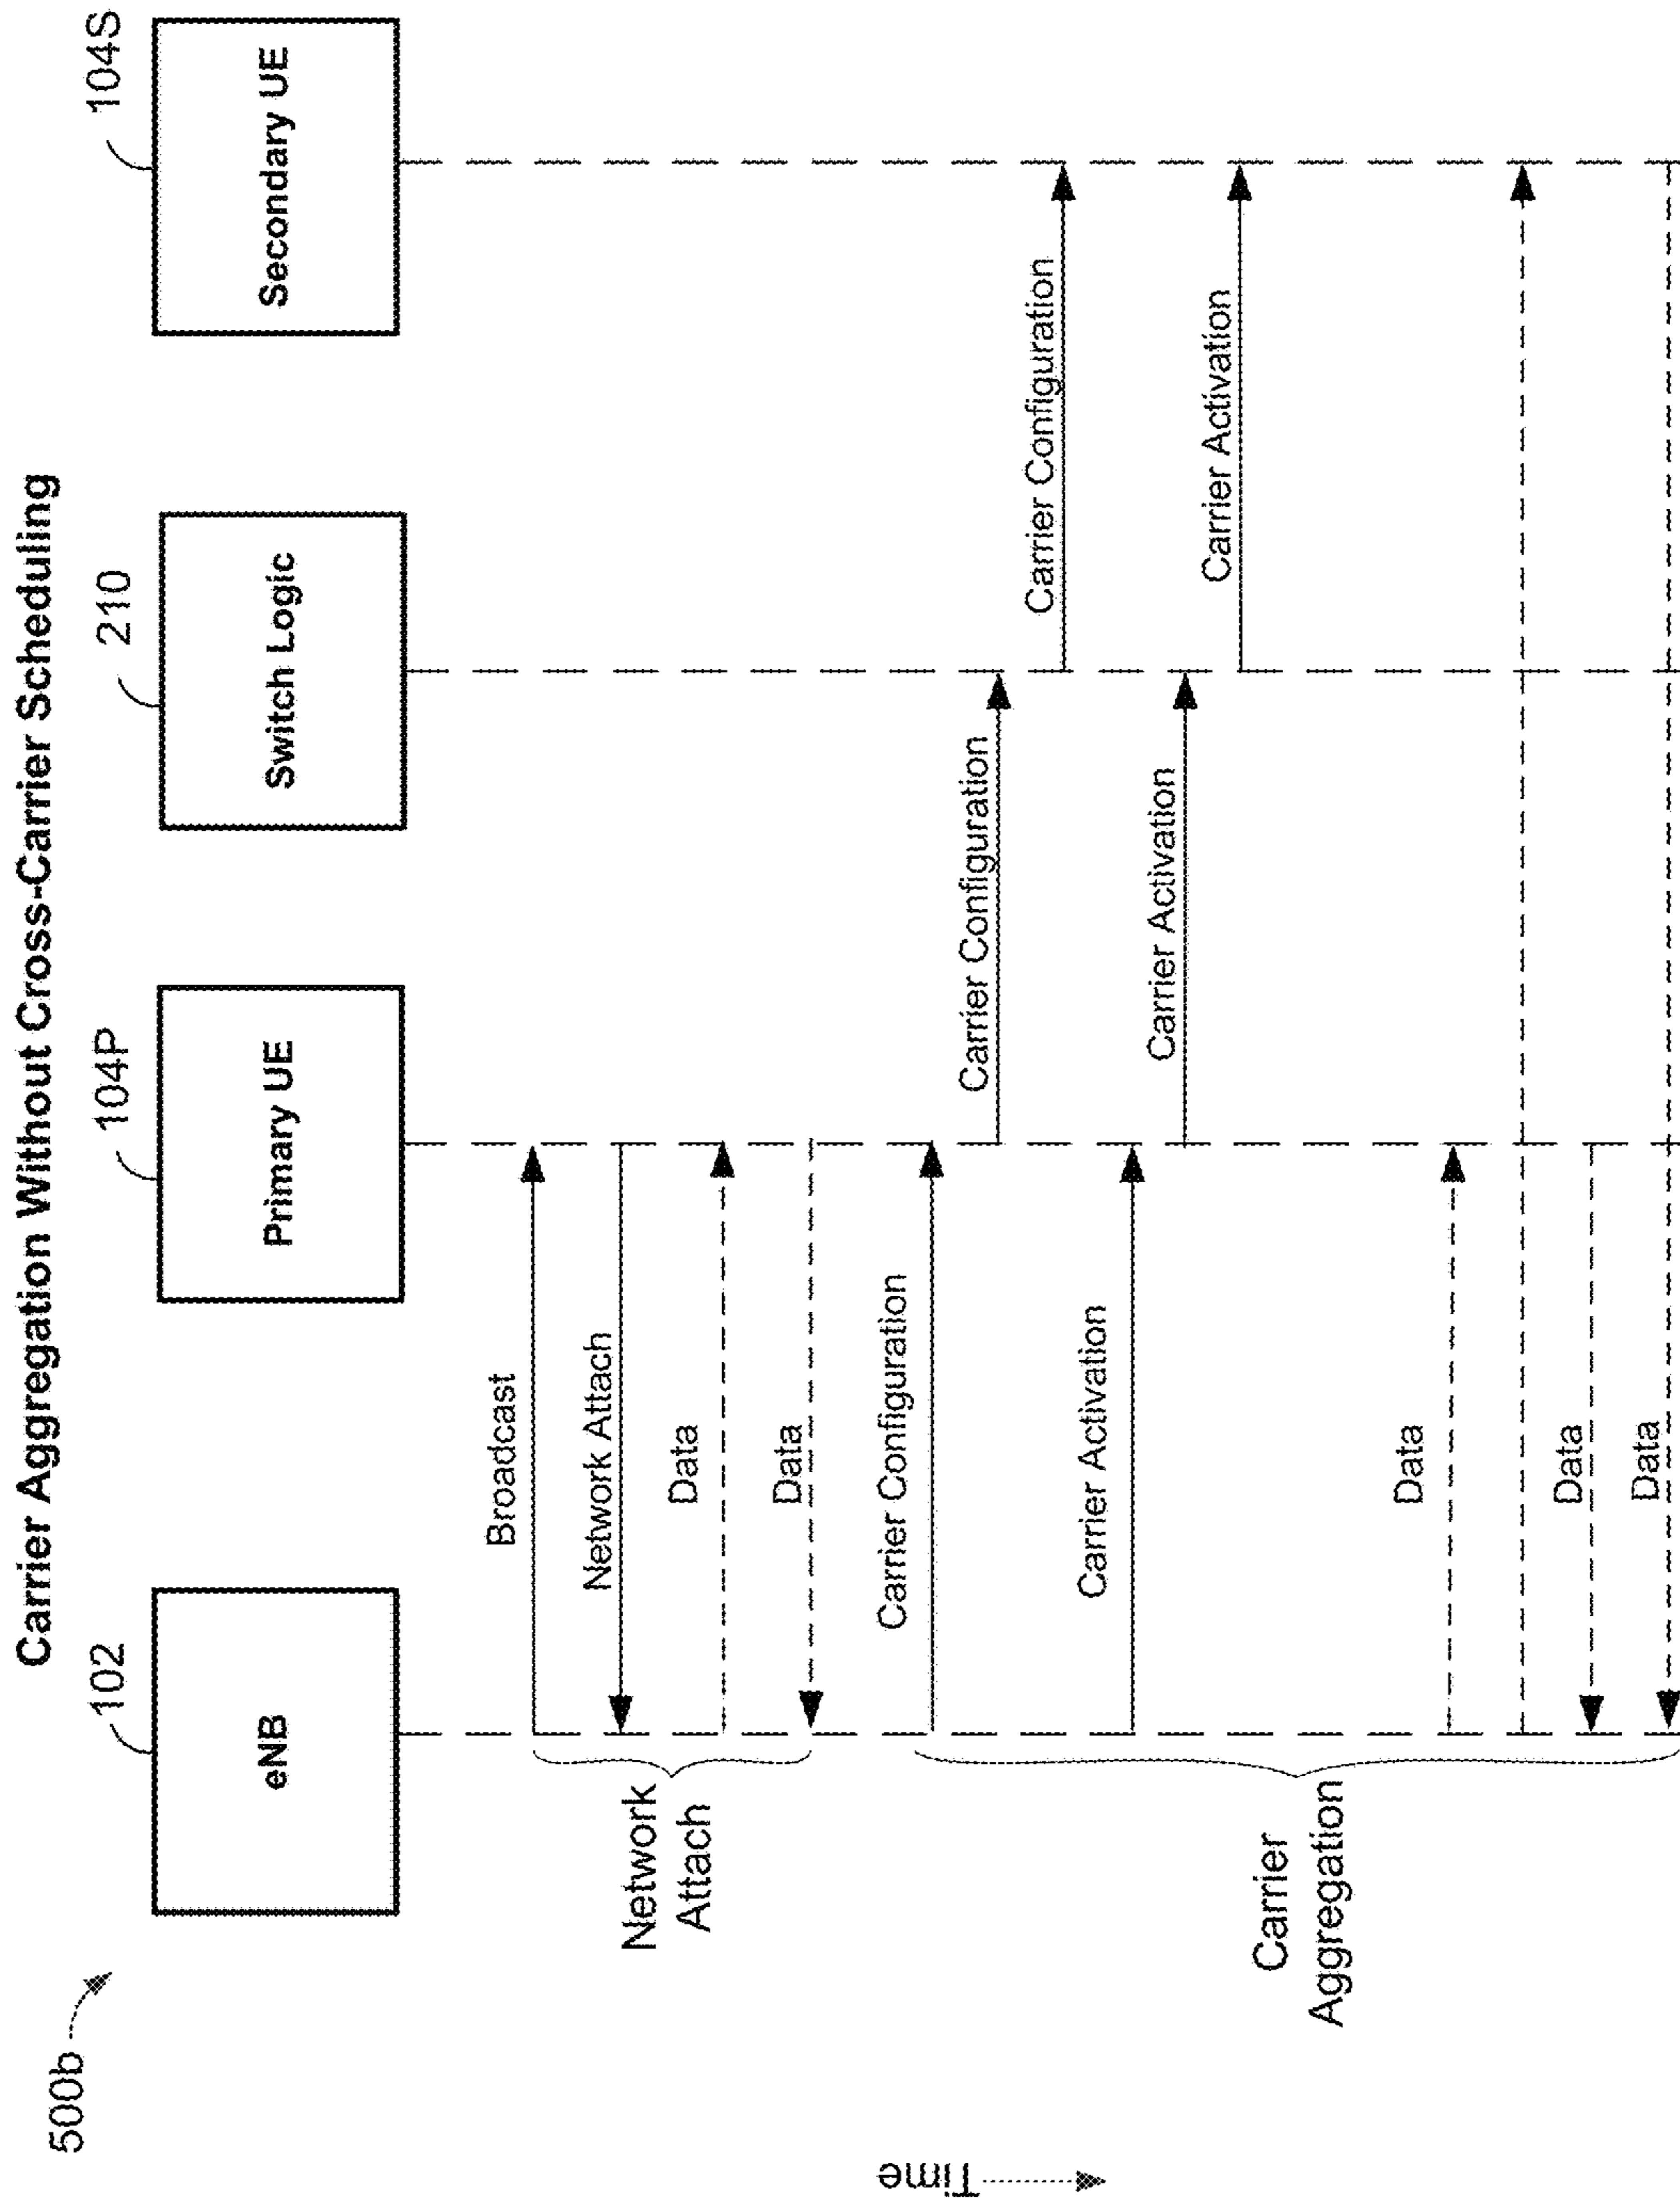 Carrier Aggregation Without Cross-Carrier Scheduling
500b
102
104P
210
104S
eNB
Primary UE
Switch Logic
Secondary UE
Broadcast
Network Attach
Data
Data
Network
Attach
Carrier Configuration
Carrier Configuration
Carrier Configuration
Carrier Activation
Carrier Activation
Carrier Activation
Carrier
Aggregation
Data
Data
Data
Time